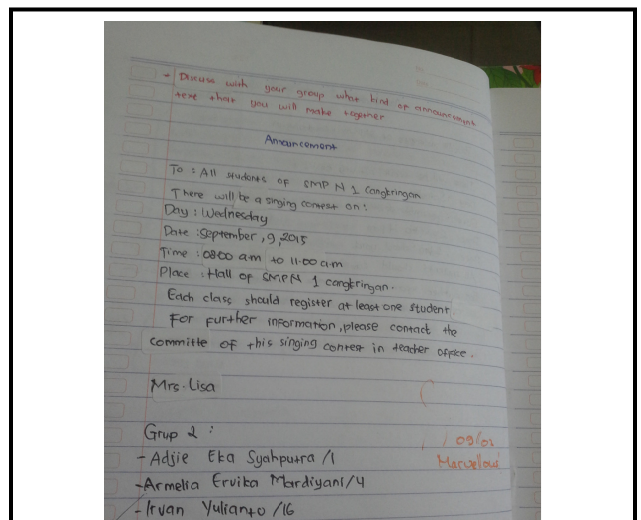 - Discuss with your group what kind of announcement
text that you will make together
Announcement
To : All students of SMP N 1 Cangkringan
There will be a singing contest on :
Day : Wednesday
Date : September , 9 , 2015
Time : 08.00 a.m to 11.00 a.m
Place : Hall of SMP N 1 cangkringan.
Each class should register at least one student
For further information, please contact the
committe of this singing contest in teacher office.
Mrs. Lisa
Grup 2 :
- Adjie Eka Syahputra /1
- Armelia Ervika Mardiyani /4
- Irvan Yulianto /16
Marvellous